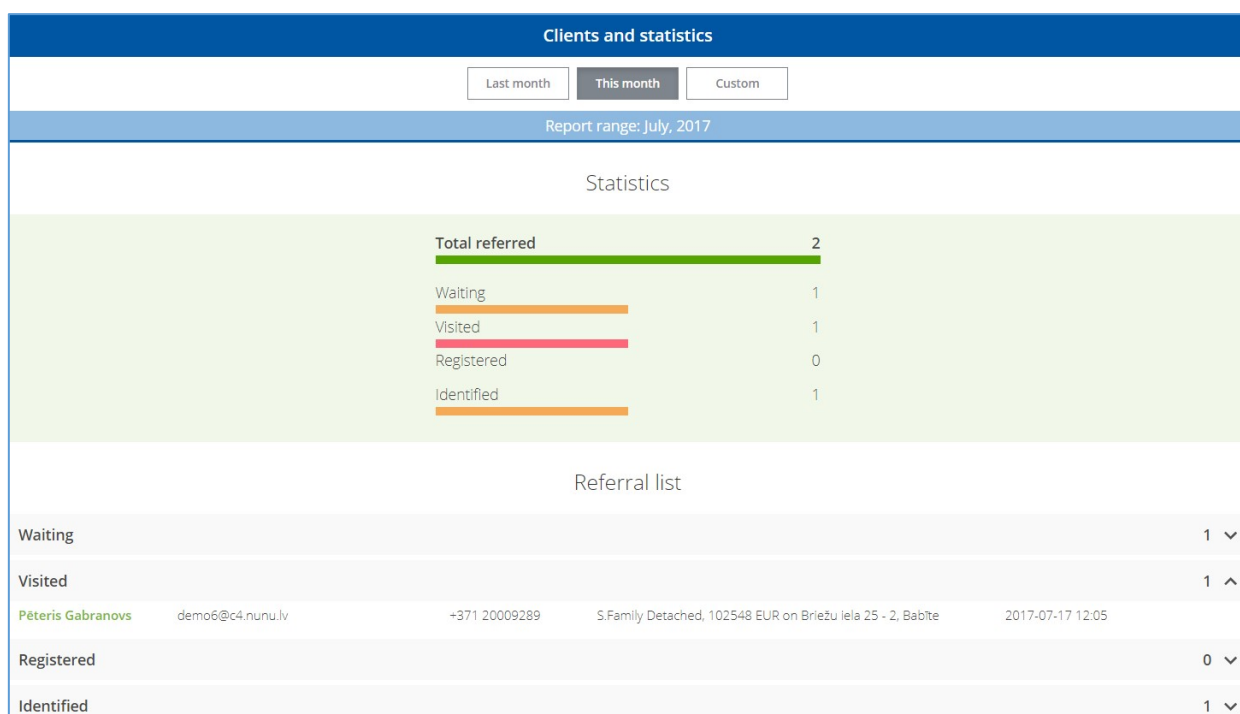 Clients and statistics
Last month This month Custom
Report range: July, 2017
Statistics
Total referred 2
Waiting 1
Visited 1
Registered 0
Identified 1
Referral list
Waiting 1
Visited 1
Pēteris Gabranovs demo6@c4.nunu.lv +371 20009289 S.Family Detached, 102548 EUR on Briežu iela 25 - 2, Babīte 2017-07-17 12:05
Registered 0
Identified 1